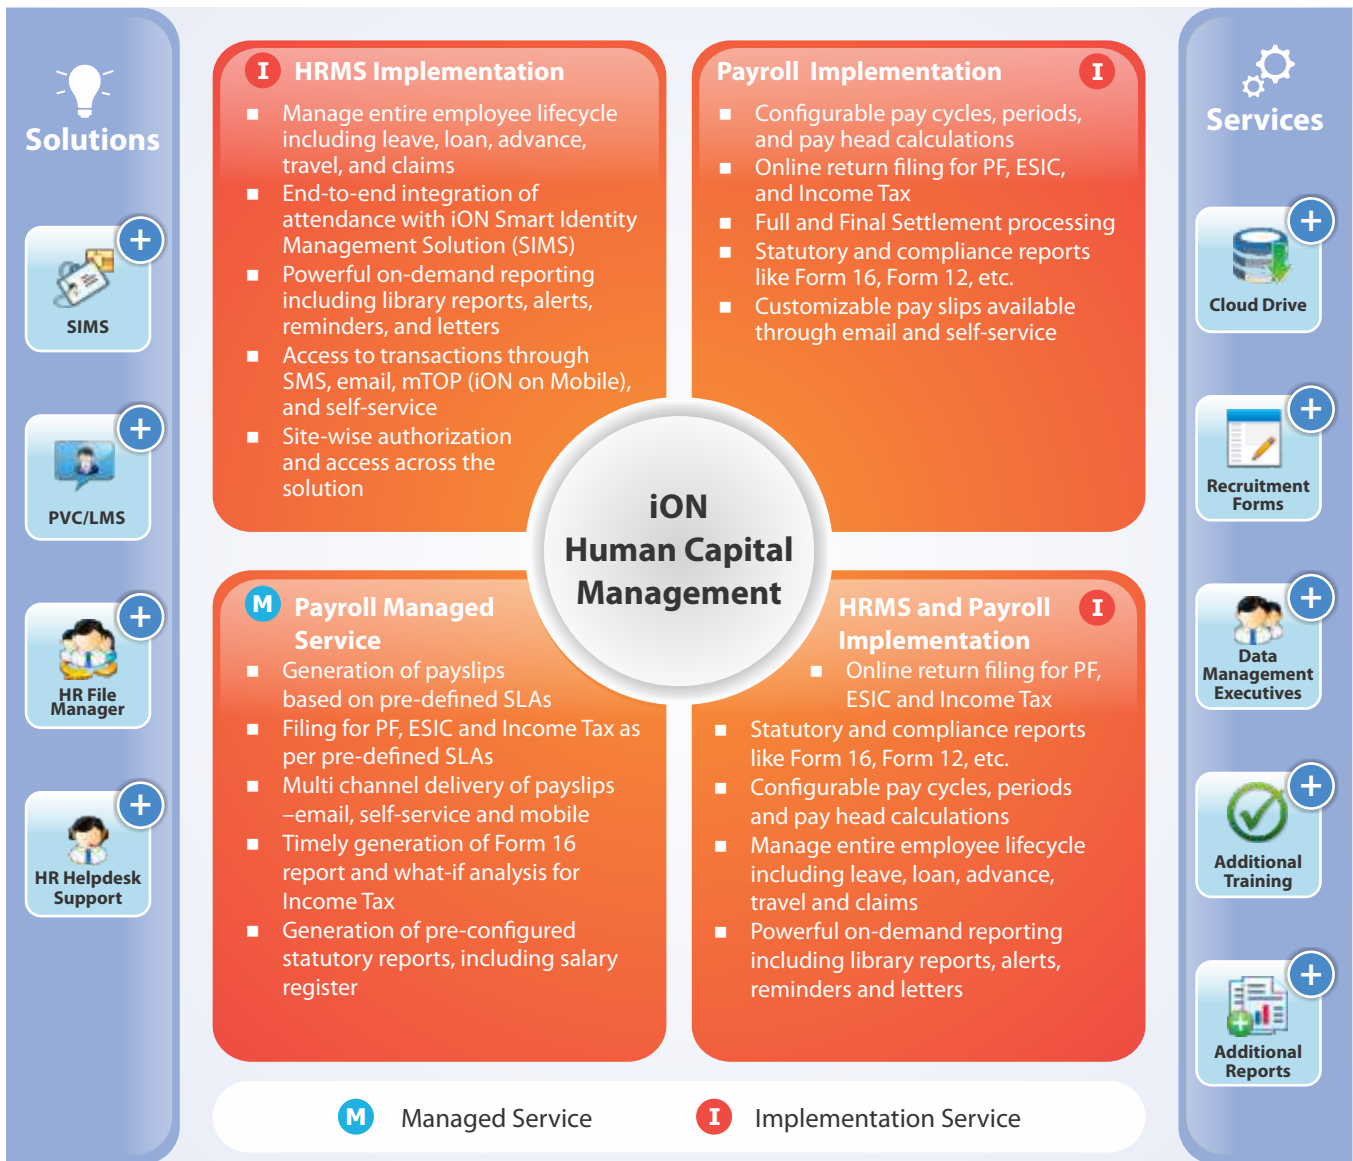 Solutions
SIMS
PVC/LMS
HR File
Manager
HR Helpdesk
Support
I HRMS Implementation
■ Manage entire employee lifecycle
including leave, loan, advance,
travel, and claims
■ End-to-end integration of
attendance with iON Smart Identity
Management Solution (SIMS)
■ Powerful on-demand reporting
including library reports, alerts,
reminders, and letters
■ Access to transactions through
SMS, email, mTOP (iON on Mobile),
and self-service
■ Site-wise authorization
and access across the
solution
Payroll Implementation I
■ Configurable pay cycles, periods,
and pay head calculations
■ Online return filing for PF, ESIC,
and Income Tax
■ Full and Final Settlement processing
■ Statutory and compliance reports
like Form 16, Form 12, etc.
■ Customizable pay slips available
through email and self-service
iON
Human Capital
Management
M Payroll Managed
Service
■ Generation of payslips
based on pre-defined SLAs
■ Filing for PF, ESIC and Income Tax as
per pre-defined SLAs
■ Multi channel delivery of payslips
–email, self-service and mobile
■ Timely generation of Form 16
report and what-if analysis for
Income Tax
■ Generation of pre-configured
statutory reports, including salary
register
HRMS and Payroll I
Implementation
■ Online return filing for PF,
ESIC and Income Tax
■ Statutory and compliance reports
like Form 16, Form 12, etc.
■ Configurable pay cycles, periods
and pay head calculations
■ Manage entire employee lifecycle
including leave, loan, advance,
travel and claims
■ Powerful on-demand reporting
including library reports, alerts,
reminders and letters
M Managed Service
I Implementation Service
Services
Cloud Drive
Recruitment
Forms
Data
Management
Executives
Additional
Training
Additional
Reports